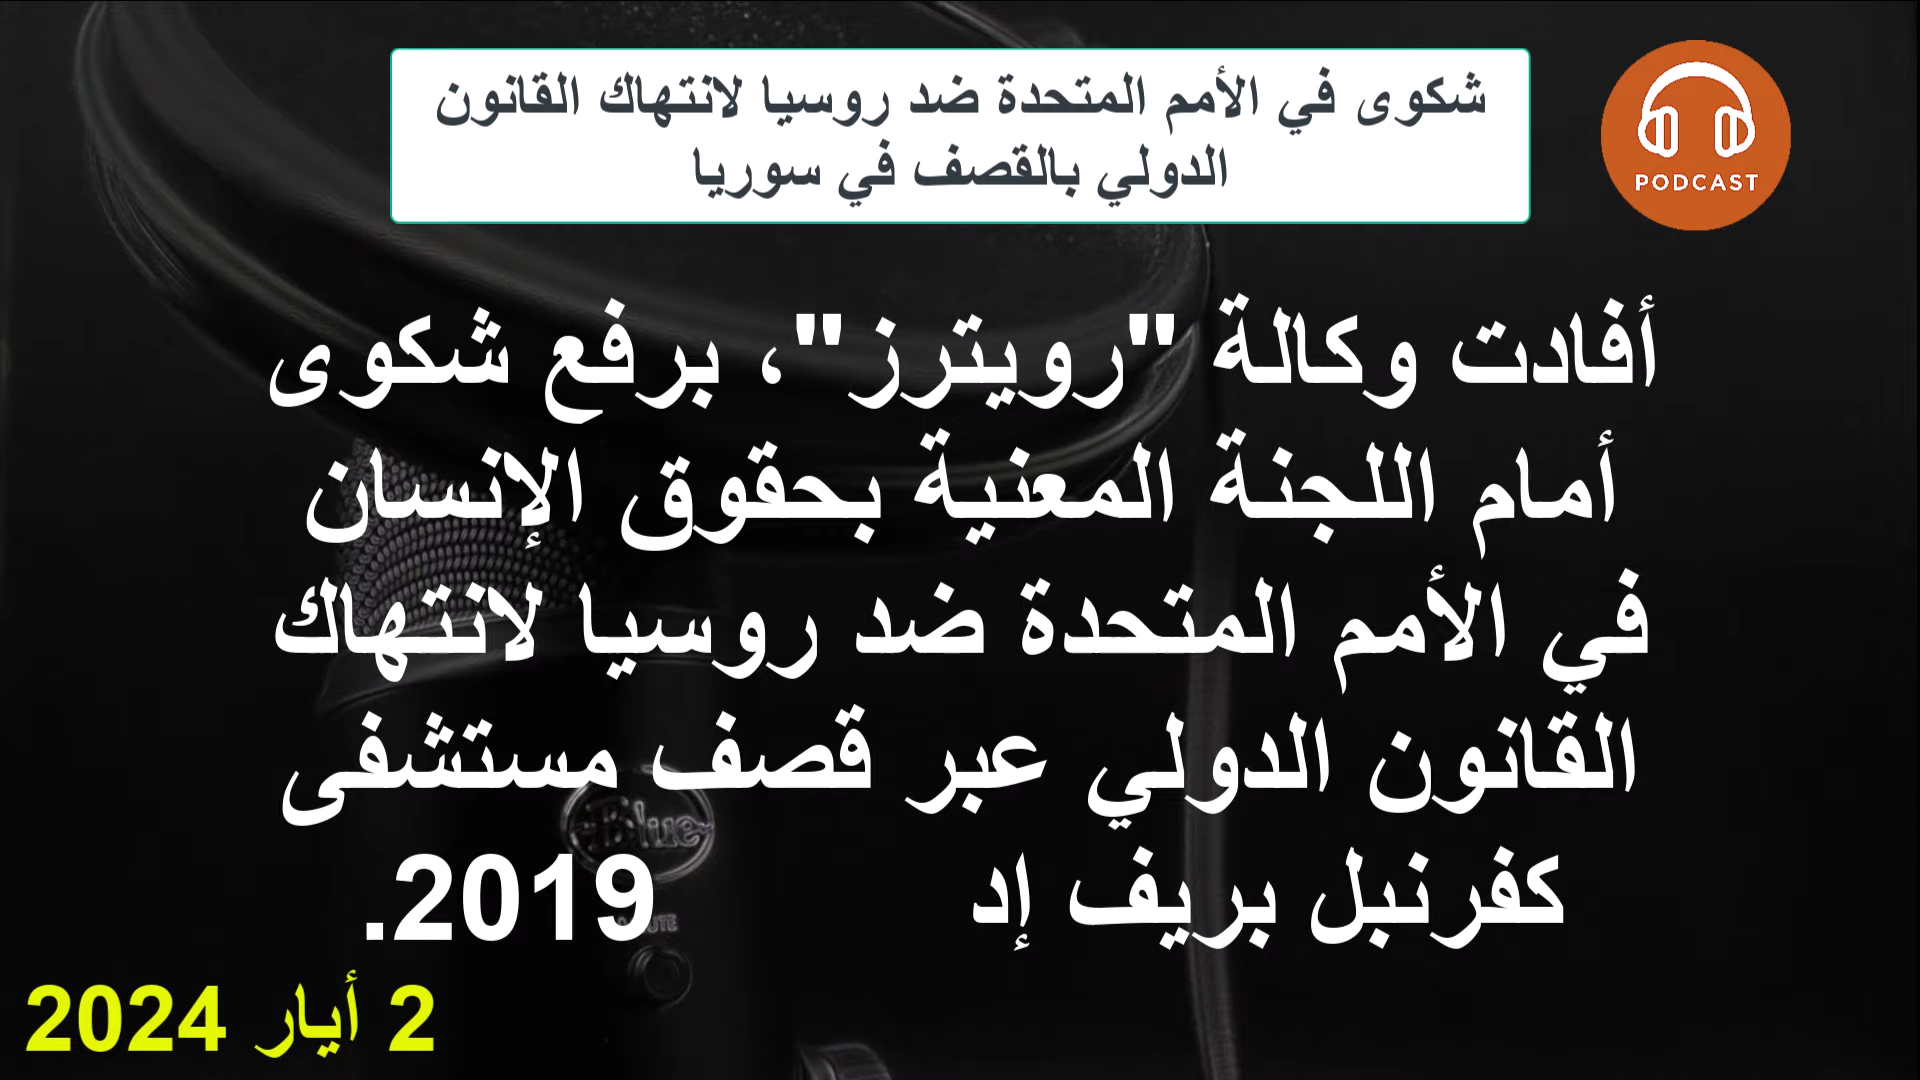 شكوى في الأمم المتحدة ضد روسيا لانتهاك القانون
الدولي بالقصف في سوريا
PODCAST
أفادت وكالة "رويترز"، برفع شكوى
أمام اللجنة المعنية بحقوق الإنسان
في الأمم المتحدة ضد روسيا لانتهاك
القانون الدولي عبر قصف مستشفى
كفرنبل بريف إد 2019.
Blue
MUTE
2 أيار 2024